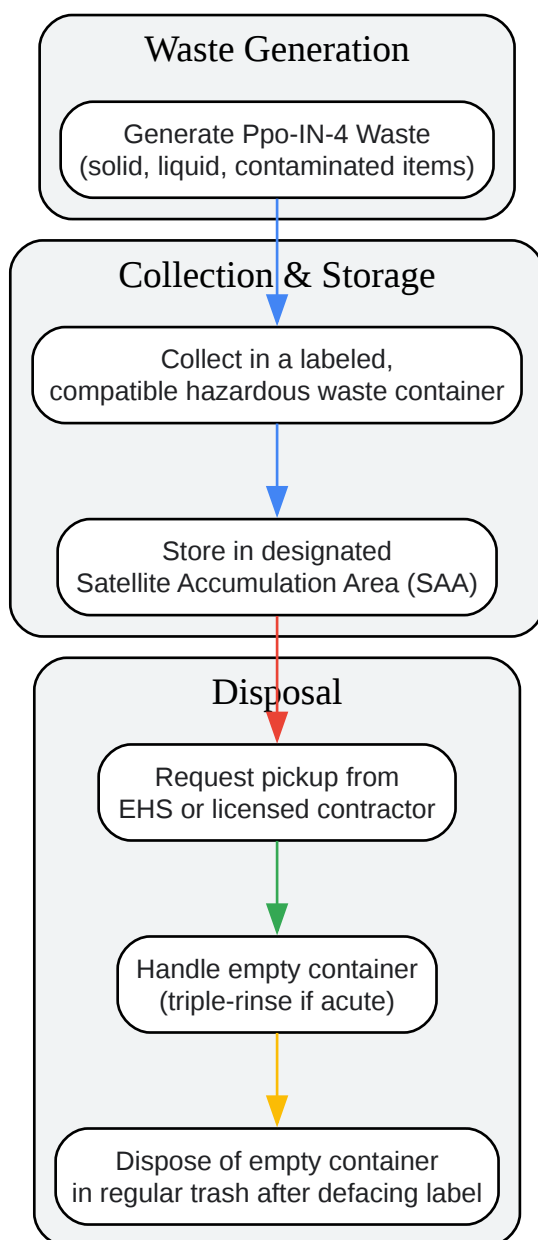 Waste Generation
Generate Ppo-IN-4 Waste
(solid, liquid, contaminated items)
Collection & Storage
Collect in a labeled,
compatible hazardous waste container
Store in designated
Satellite Accumulation Area (SAA)
Disposal
Request pickup from
EHS or licensed contractor
Handle empty container
(triple-rinse if acute)
Dispose of empty container
in regular trash after defacing label